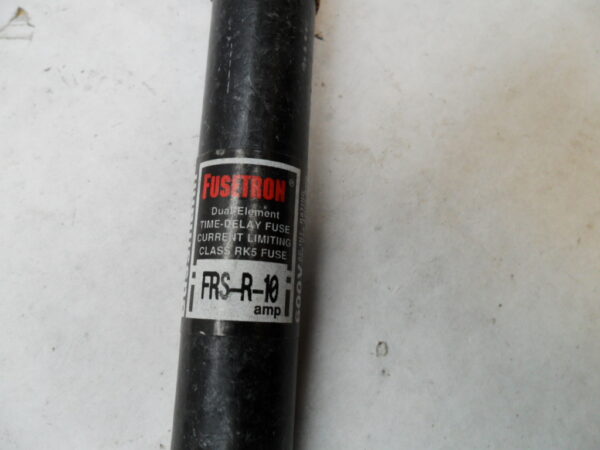 FUSETRON®
Dual-Element
TIME-DELAY FUSE
CURRENT LIMITING
CLASS RK5 FUSE
FRS-R-10
amp
600V